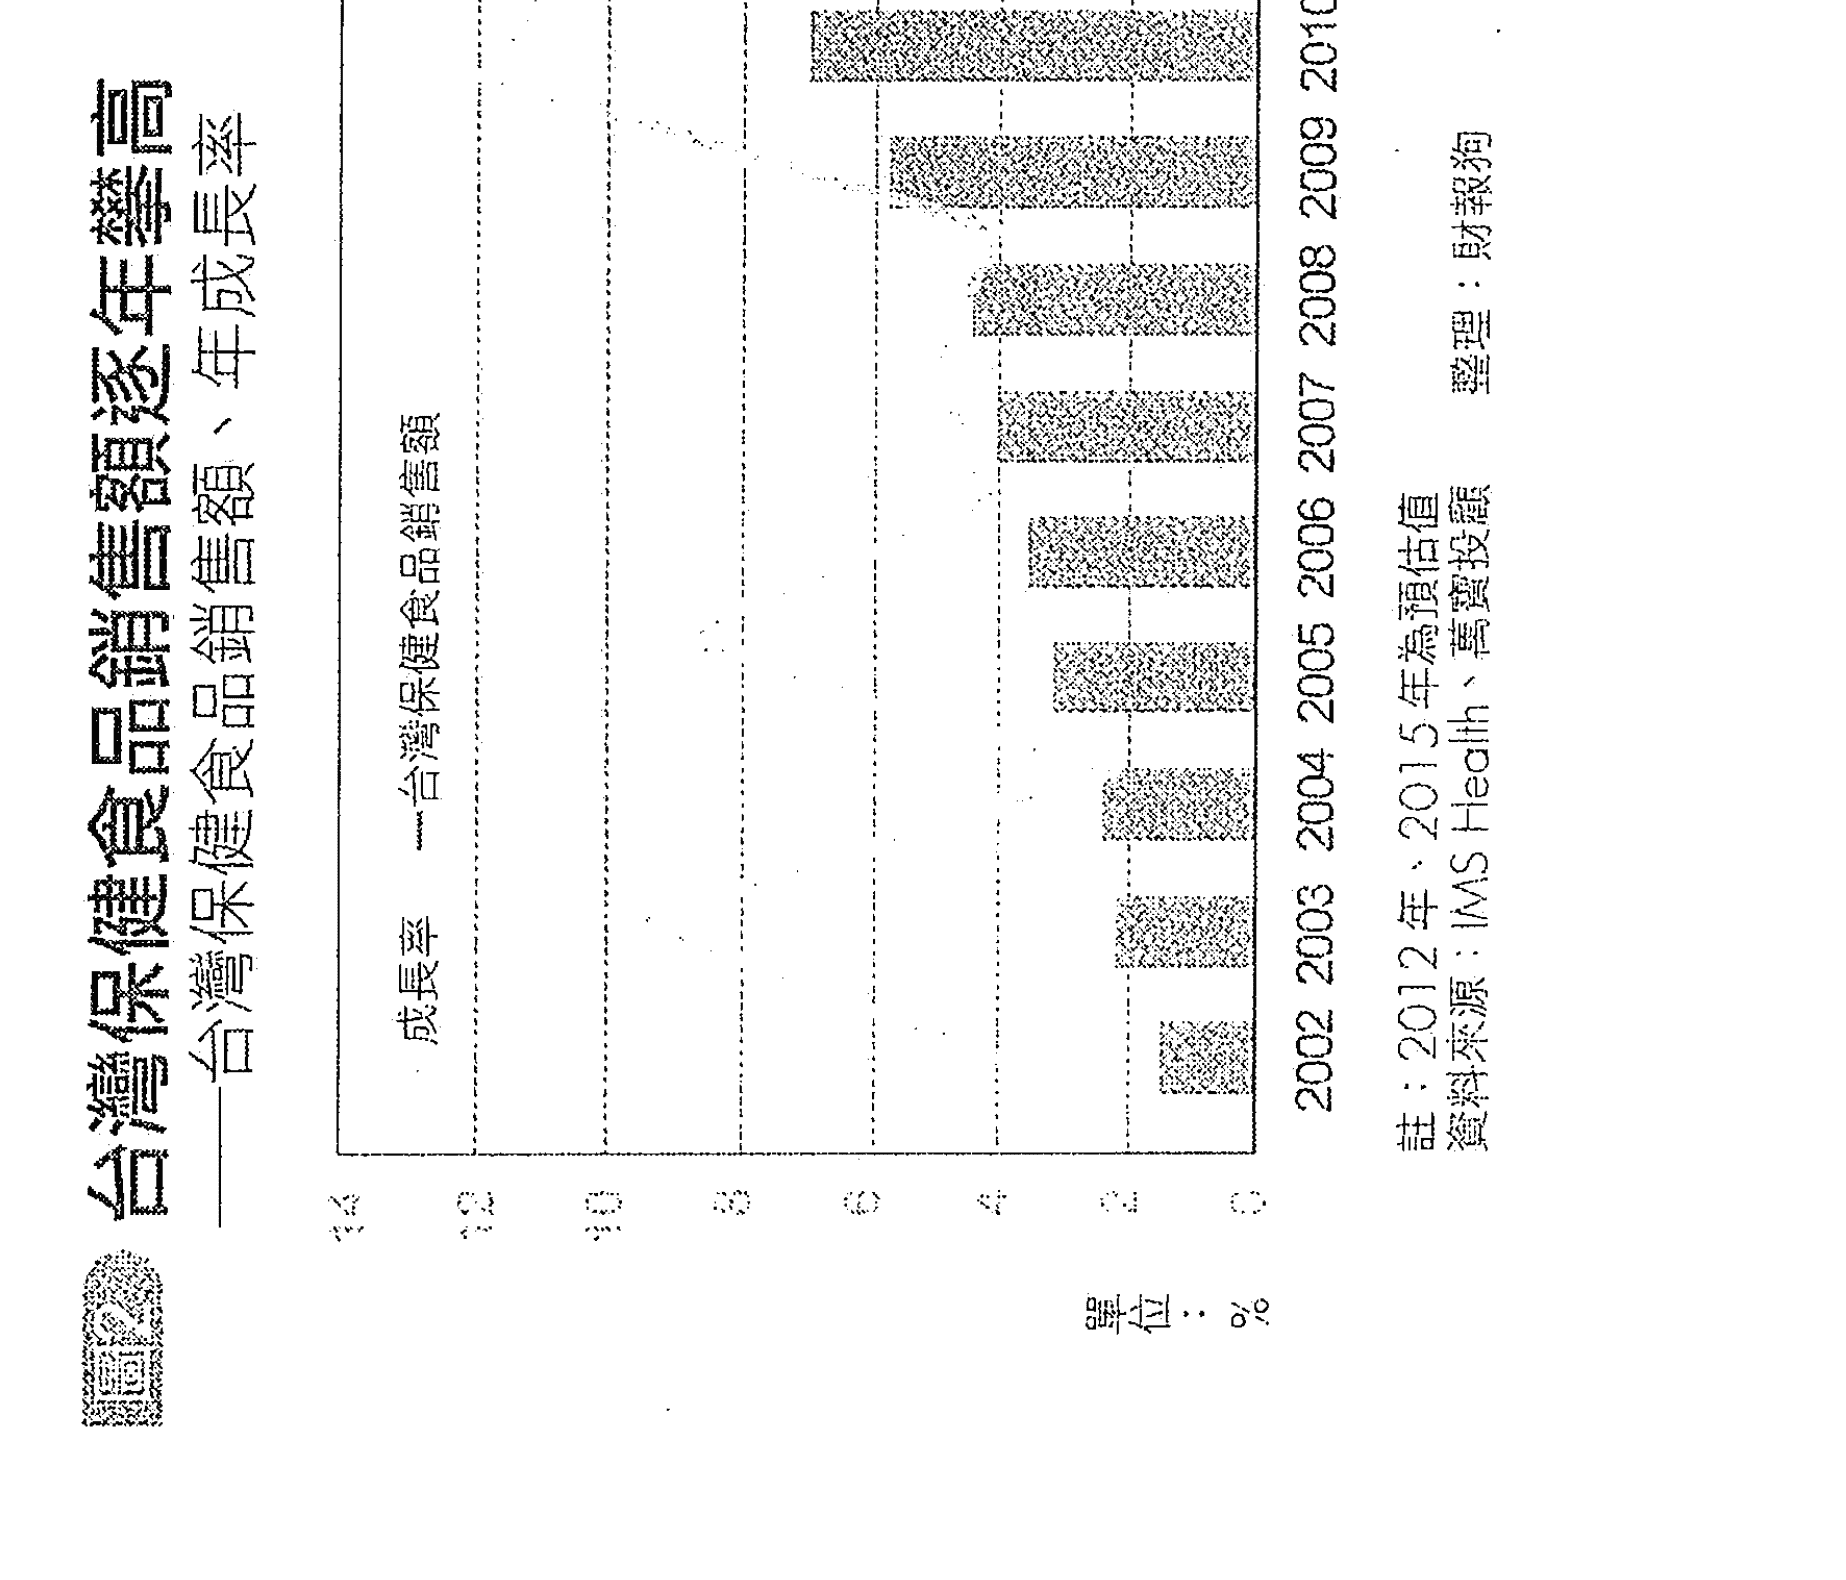 圖2 台灣保健食品銷售額逐年攀高
——台灣保健食品銷售額、年成長率
成長率 —台灣保健食品銷售額
14
12
10
8
6
4
2
0
單位：%
2002 2003 2004 2005 2006 2007 2008 2009 2010
註：2012年、2015年為預估值
資料來源：IMS Health、萬寶投顧 整理：財報狗